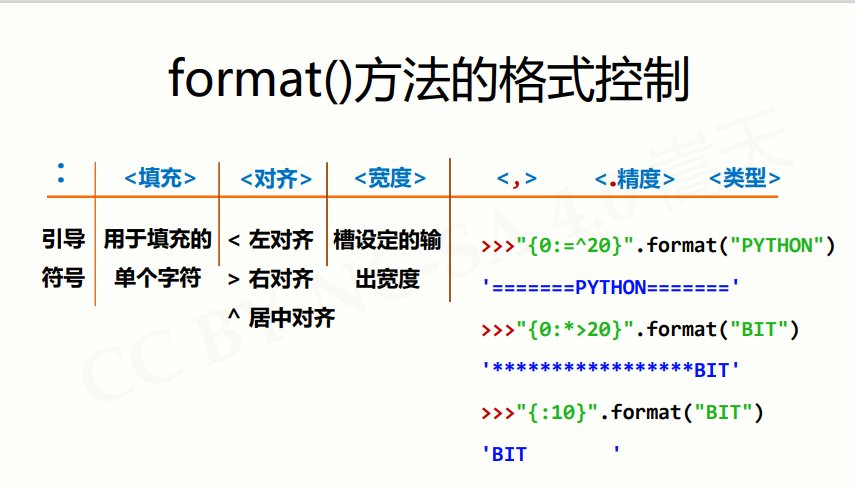 format()方法的格式控制
: <填充> <对齐> <宽度> <,> <.精度> <类型>
引导
符号
用于填充的
单个字符
< 左对齐
> 右对齐
^ 居中对齐
槽设定的输
出宽度
>>>"{0:=^20}".format("PYTHON")
'=======PYTHON======='
>>>"{0:*>20}".format("BIT")
'*****************BIT'
>>>"{:10}".format("BIT")
'BIT       '
CC BY-NC-SA 4.0 嵩天